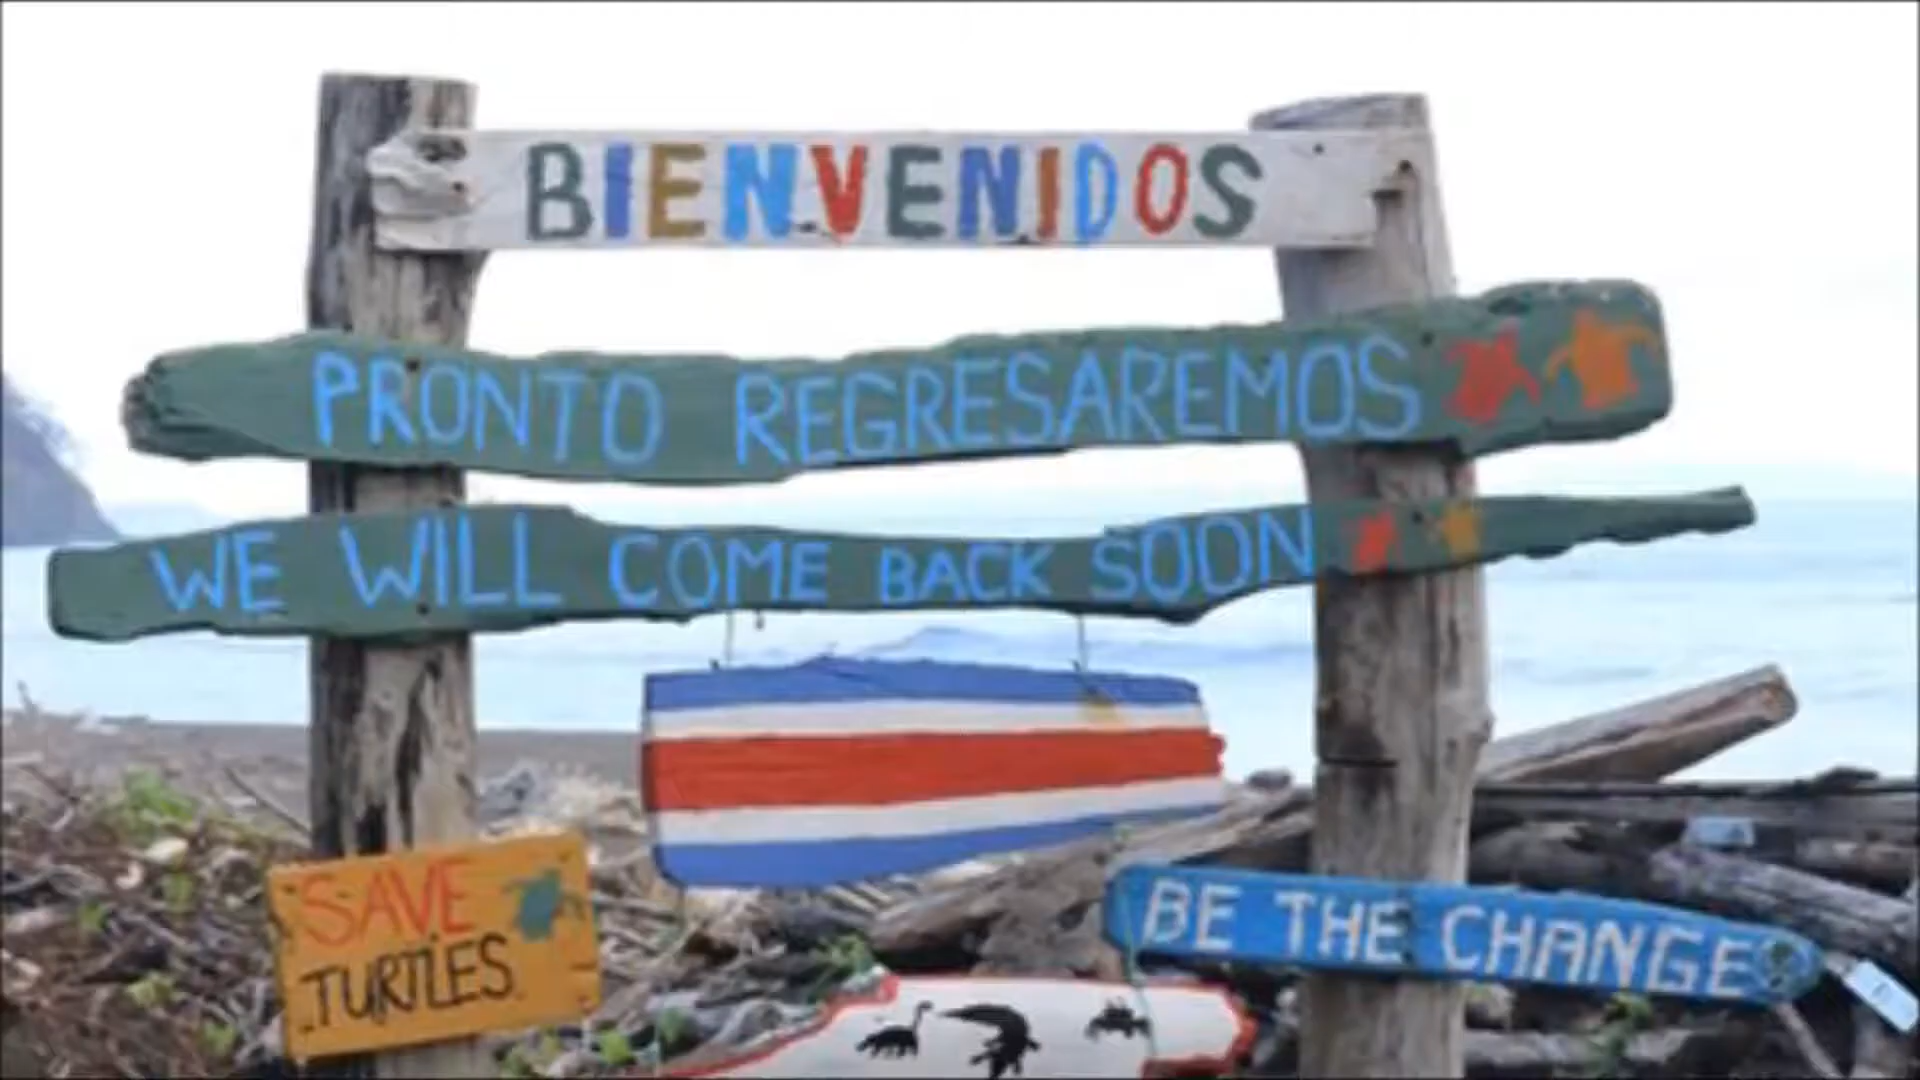 BIENVENIDOS
PRONTO REGRESAREMOS
WE WILL COME BACK SOON
SAVE
TURTLES
BE THE CHANGE